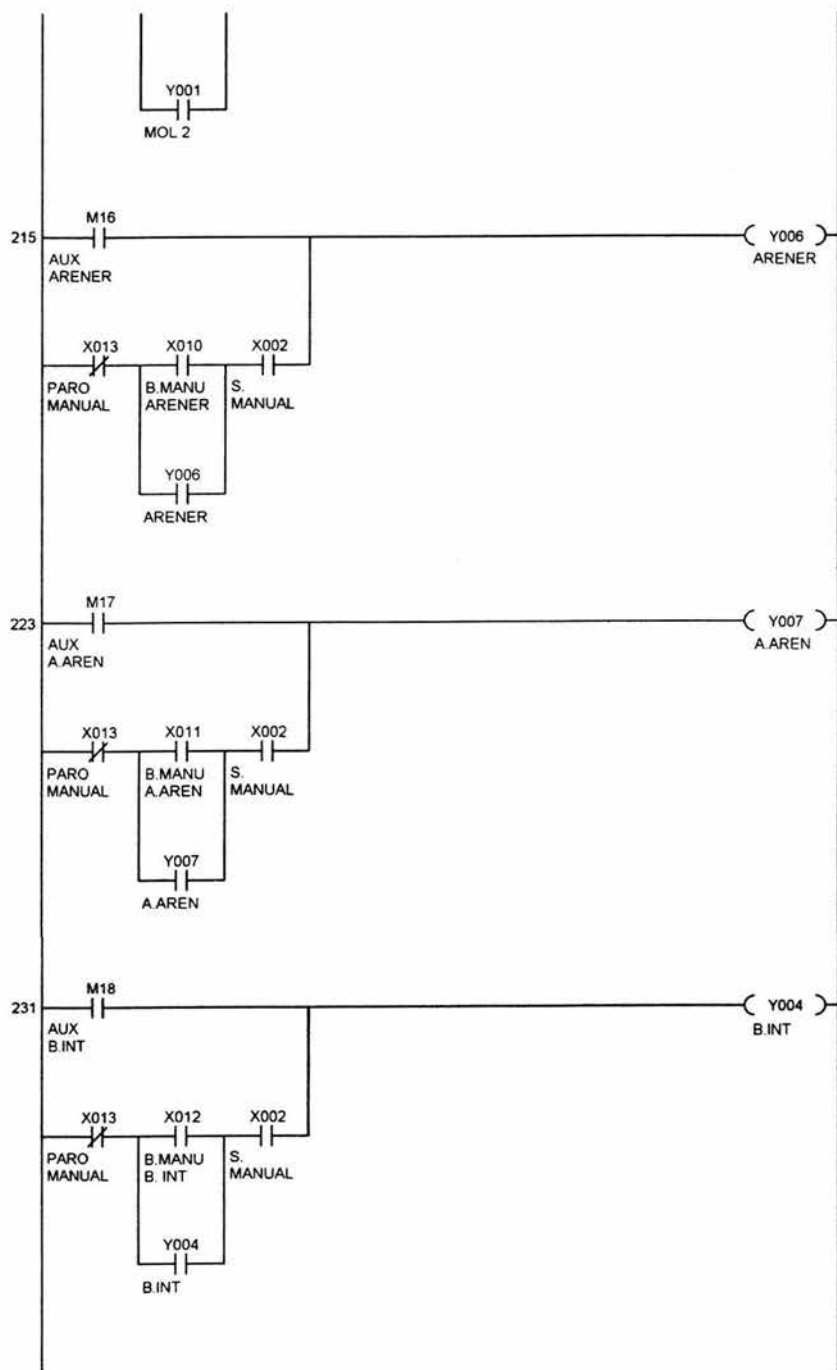 Y001
MOL 2
M16
215
Y006
AUX
ARENER
ARENER
X013
X010
X002
PARO
MANUAL
B.MANU
ARENER
S.
MANUAL
Y006
ARENER
M17
223
Y007
AUX
A.AREN
A.AREN
X013
X011
X002
PARO
MANUAL
B.MANU
A.AREN
S.
MANUAL
Y007
A.AREN
M18
231
Y004
AUX
B.INT
B.INT
X013
X012
X002
PARO
MANUAL
B.MANU
B. INT
S.
MANUAL
Y004
B.INT